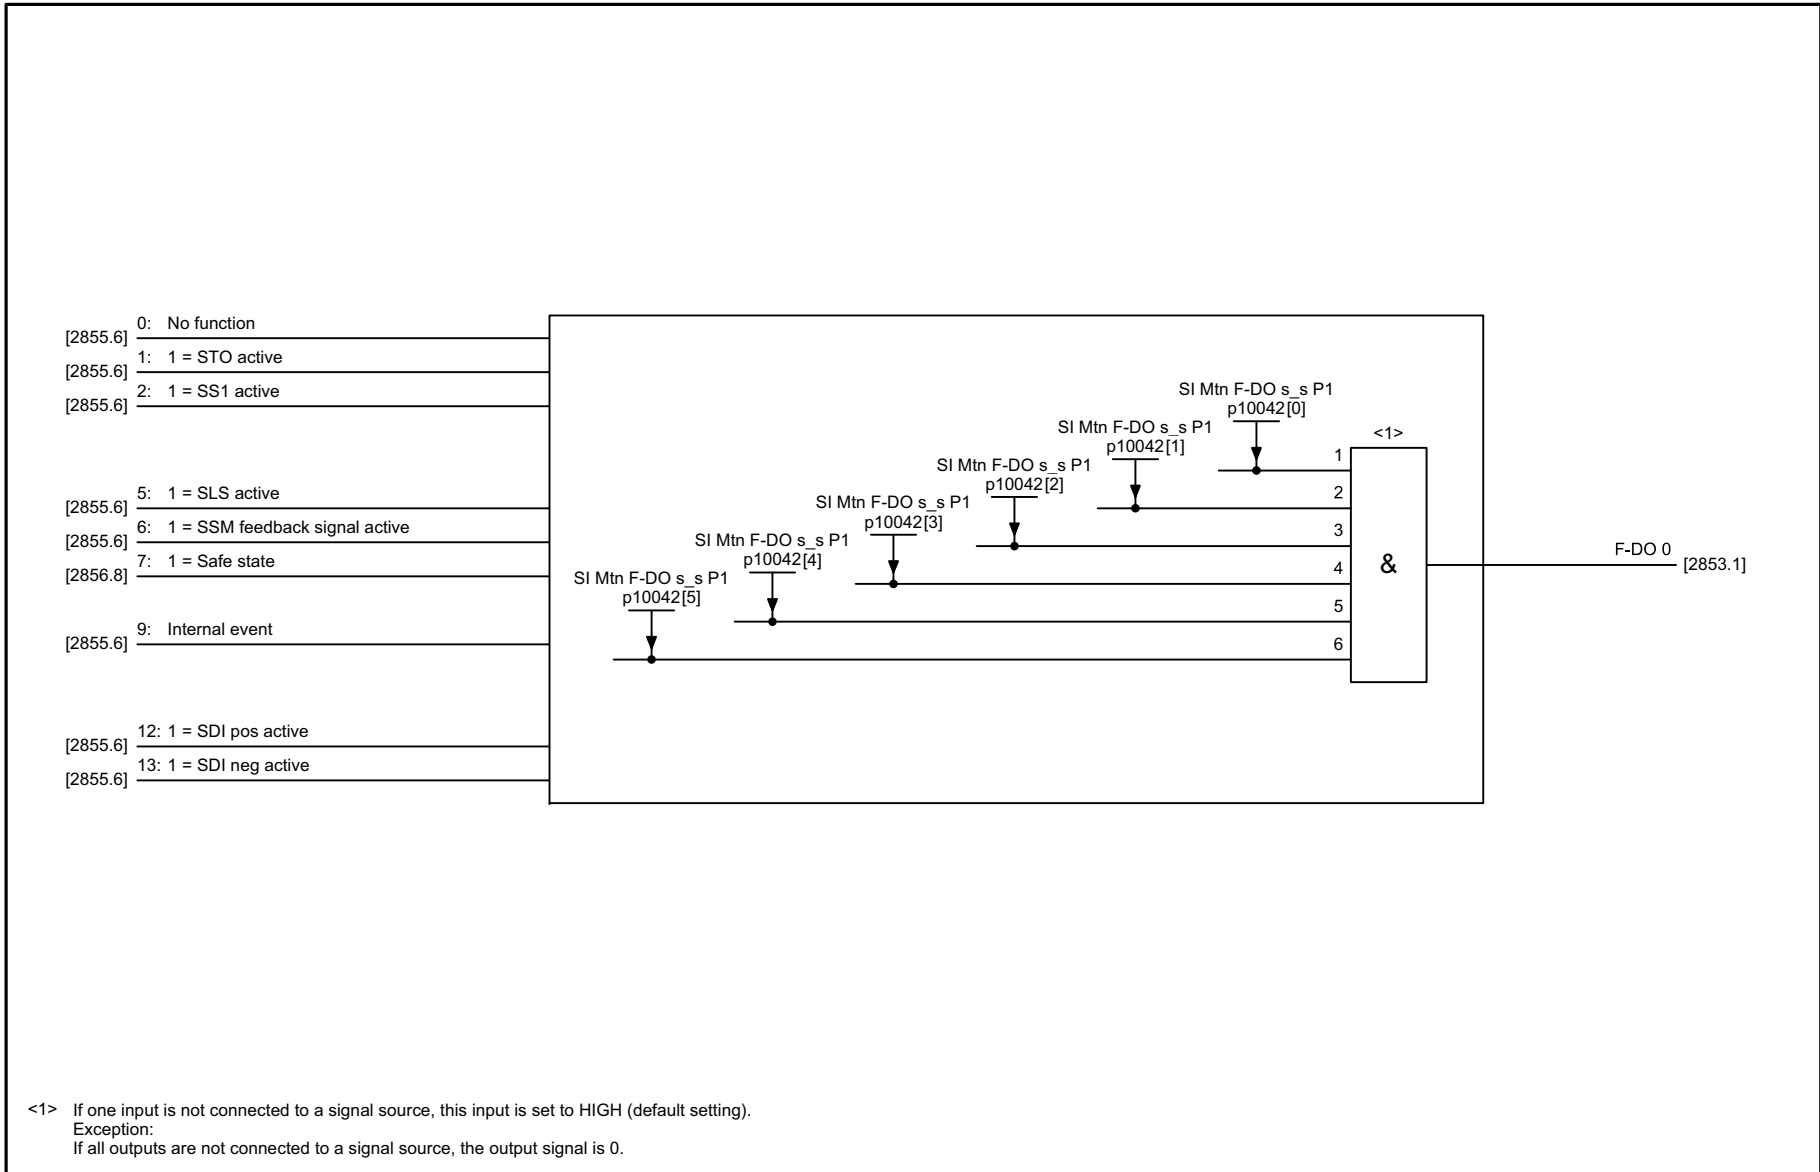 0: No function
[2855.6]
1: 1 = STO active
[2855.6]
2: 1 = SS1 active
[2855.6]
5: 1 = SLS active
[2855.6]
6: 1 = SSM feedback signal active
[2855.6]
7: 1 = Safe state
[2856.8]
9: Internal event
[2855.6]
12: 1 = SDI pos active
[2855.6]
13: 1 = SDI neg active
[2855.6]
SI Mtn F-DO s_s P1
p10042[0]
SI Mtn F-DO s_s P1
p10042[1]
SI Mtn F-DO s_s P1
p10042[2]
SI Mtn F-DO s_s P1
p10042[3]
SI Mtn F-DO s_s P1
p10042[4]
SI Mtn F-DO s_s P1
p10042[5]
<1>
1
2
3
4
5
6
&
F-DO 0
[2853.1]
<1> If one input is not connected to a signal source, this input is set to HIGH (default setting).
Exception:
If all outputs are not connected to a signal source, the output signal is 0.